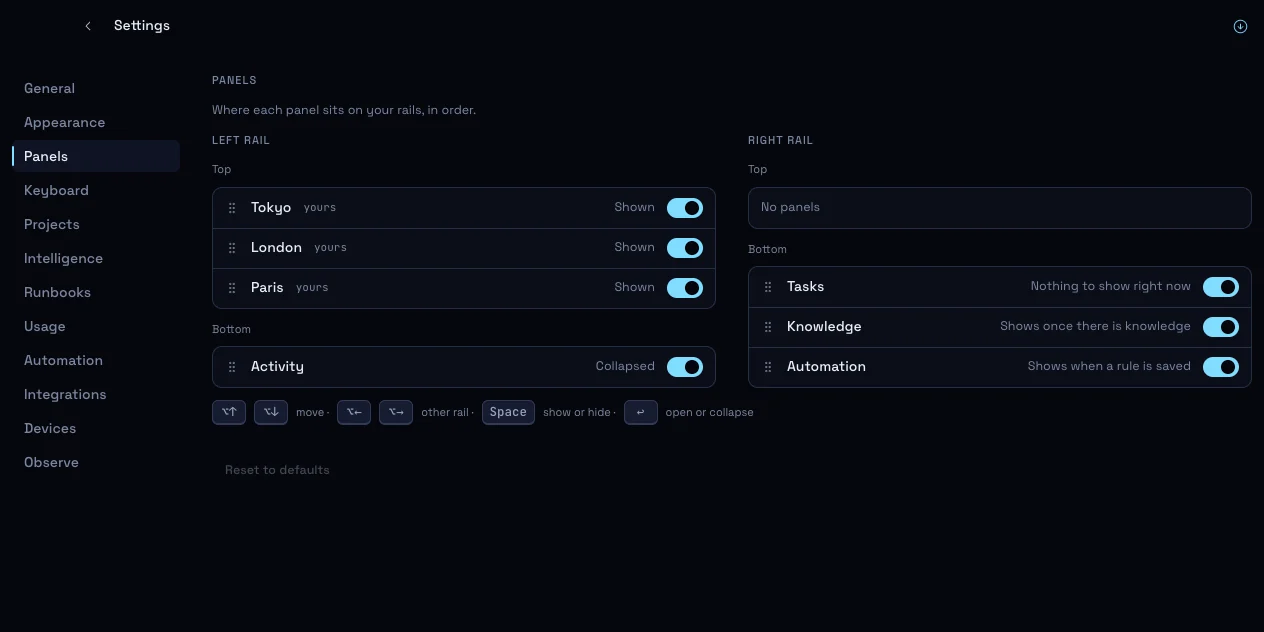 Settings
General
Appearance
Panels
Keyboard
Projects
Intelligence
Runbooks
Usage
Automation
Integrations
Devices
Observe
PANELS
Where each panel sits on your rails, in order.
LEFT RAIL
Top
Tokyo yours Shown
London yours Shown
Paris yours Shown
Bottom
Activity Collapsed
RIGHT RAIL
Top
No panels
Bottom
Tasks Nothing to show right now
Knowledge Shows once there is knowledge
Automation Shows when a rule is saved
⌥↑ ⌥↓ move · ⌥← ⌥→ other rail · Space show or hide · ↩ open or collapse
Reset to defaults